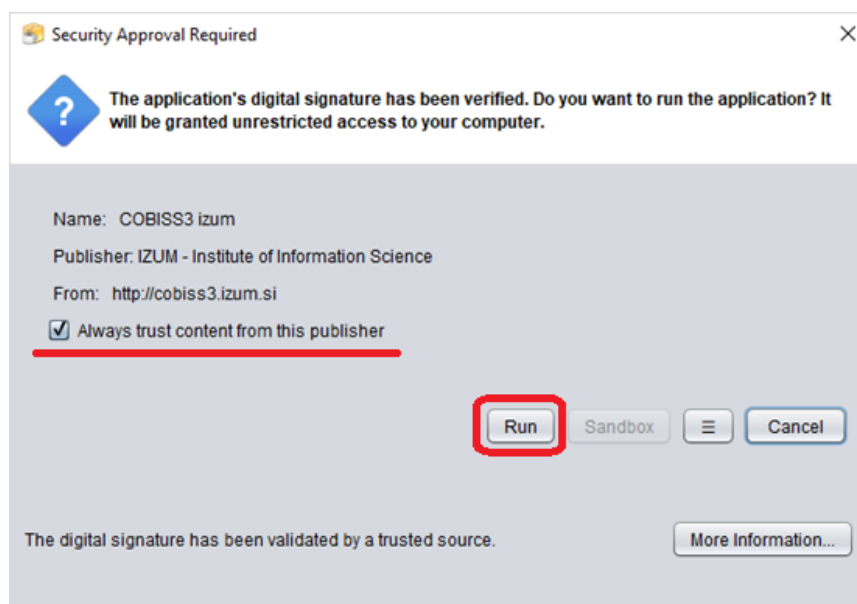 Security Approval Required
The application's digital signature has been verified. Do you want to run the application? It
will be granted unrestricted access to your computer.
Name: COBISS3 izum
Publisher: IZUM - Institute of Information Science
From: http://cobiss3.izum.si
Always trust content from this publisher
Run Sandbox Cancel
The digital signature has been validated by a trusted source. More Information...